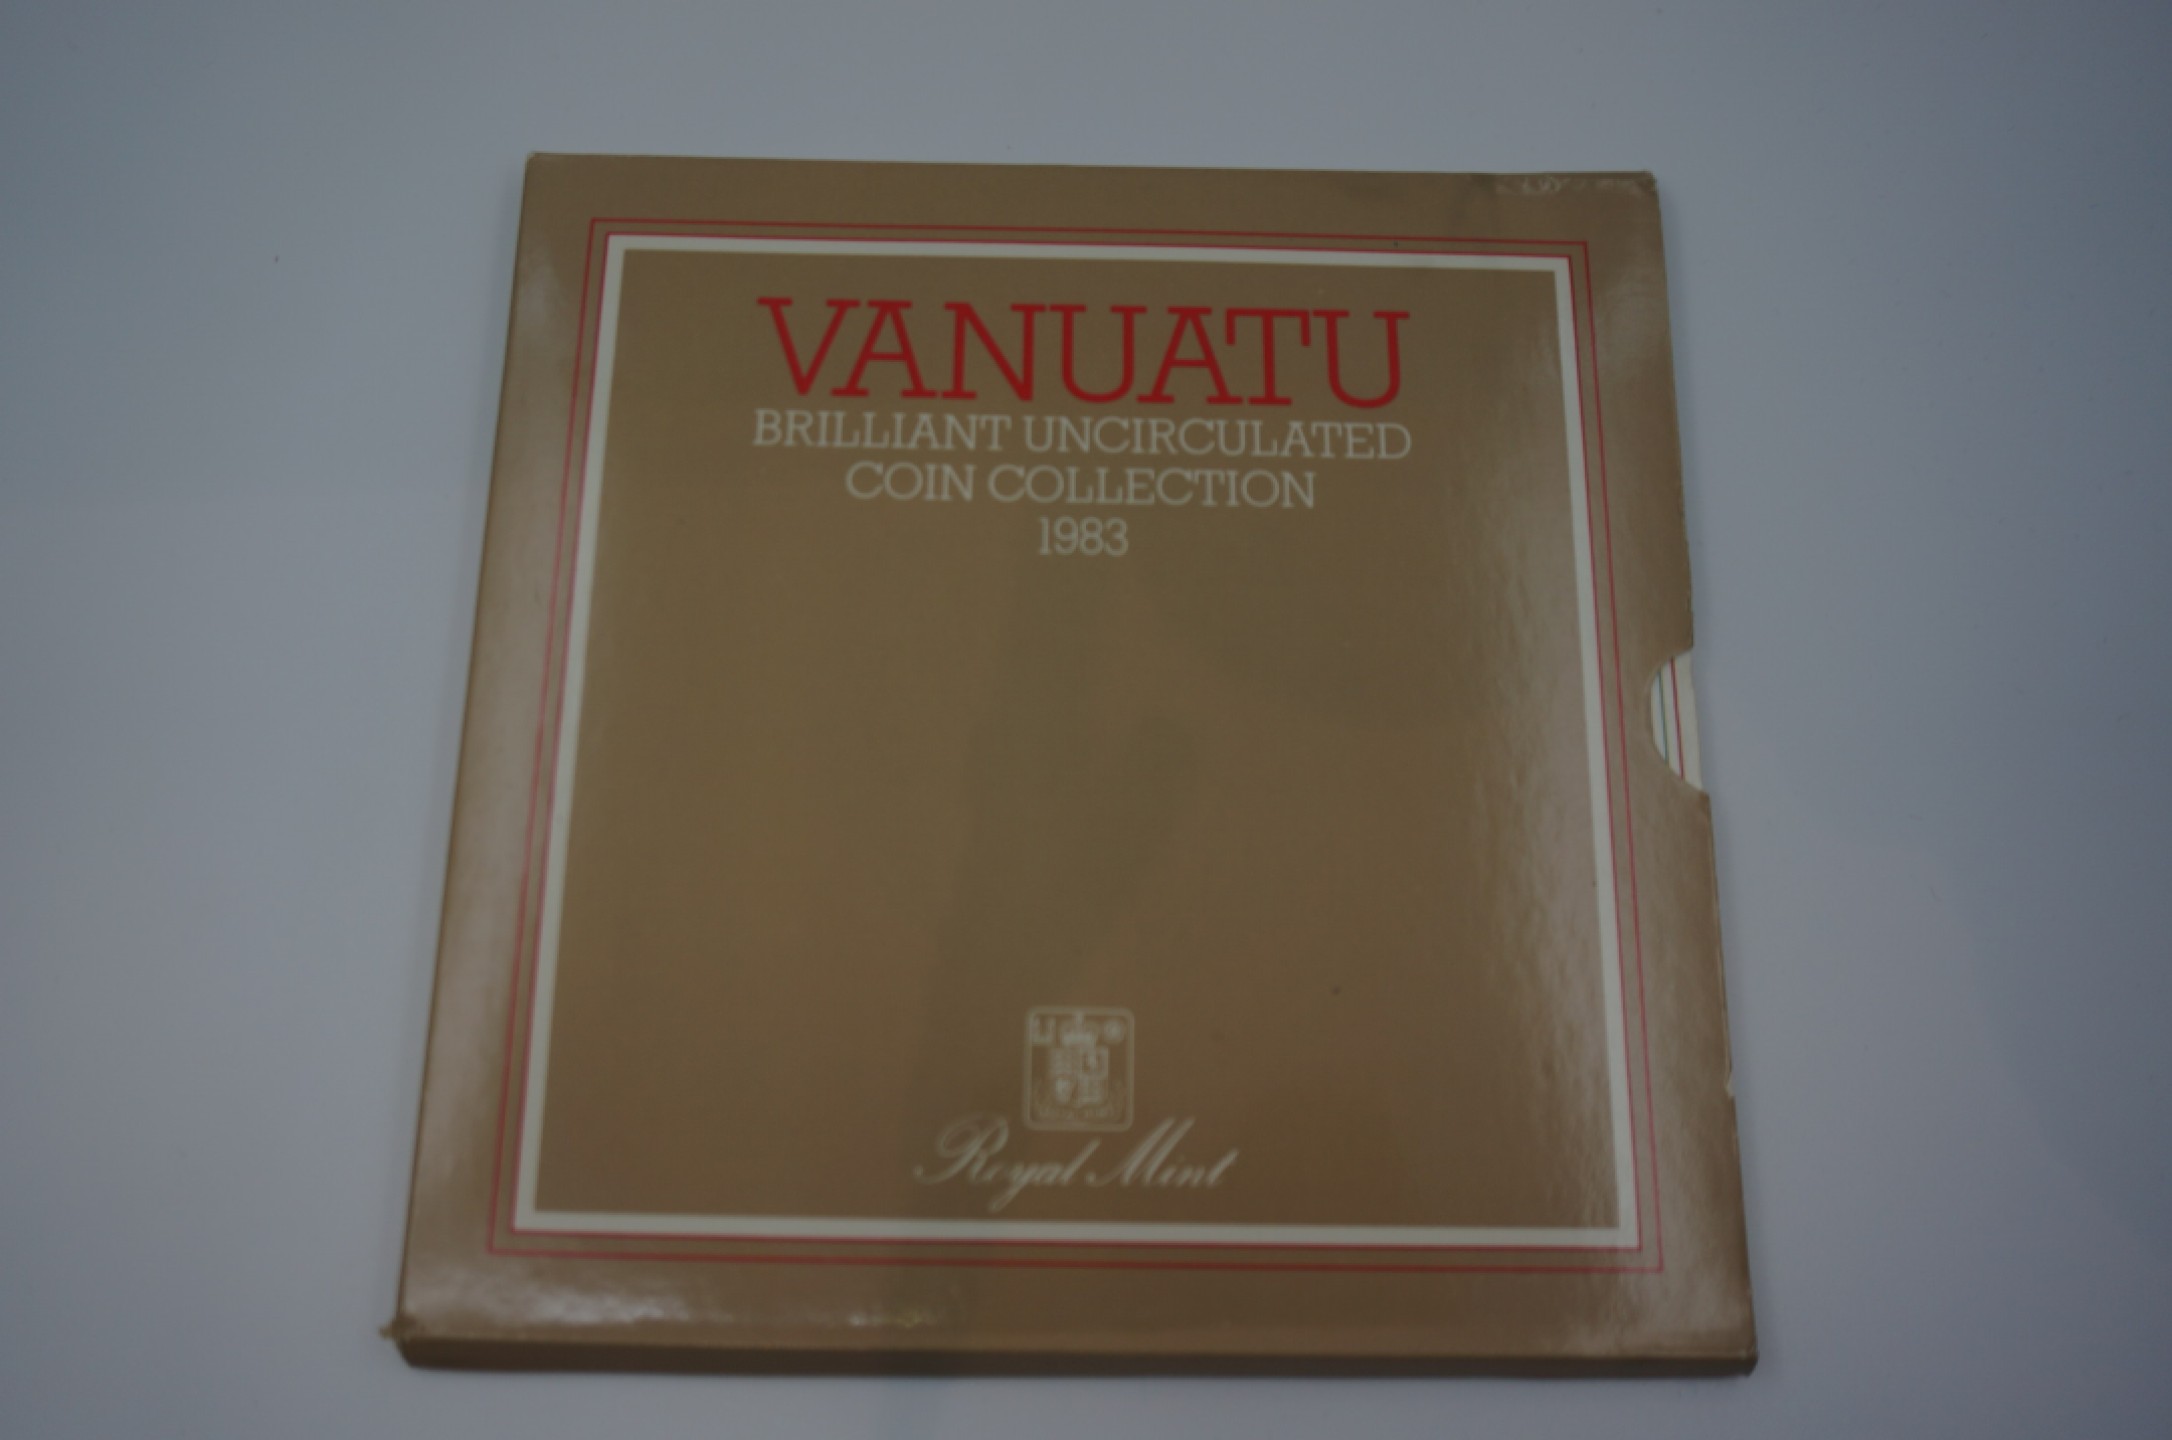 VANUATU
BRILLIANT UNCIRCULATED
COIN COLLECTION
1983
Royal Mint